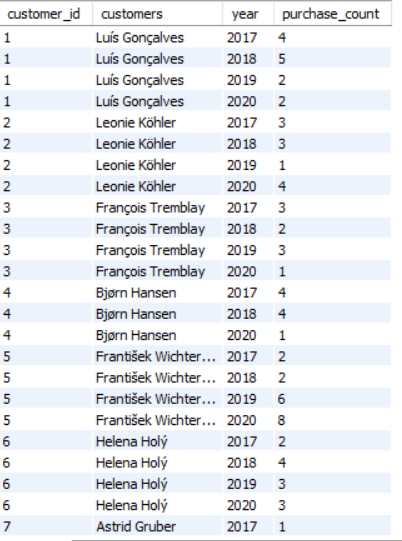 customer_id customers year purchase_count
1 Luís Gonçalves 2017 4
1 Luís Gonçalves 2018 5
1 Luís Gonçalves 2019 2
1 Luís Gonçalves 2020 2
2 Leonie Köhler 2017 3
2 Leonie Köhler 2018 3
2 Leonie Köhler 2019 1
2 Leonie Köhler 2020 4
3 François Tremblay 2017 3
3 François Tremblay 2018 2
3 François Tremblay 2019 3
3 François Tremblay 2020 1
4 Bjørn Hansen 2017 4
4 Bjørn Hansen 2018 4
4 Bjørn Hansen 2020 1
5 František Wichter... 2017 2
5 František Wichter... 2018 2
5 František Wichter... 2019 6
5 František Wichter... 2020 8
6 Helena Holý 2017 2
6 Helena Holý 2018 4
6 Helena Holý 2019 3
6 Helena Holý 2020 3
7 Astrid Gruber 2017 1